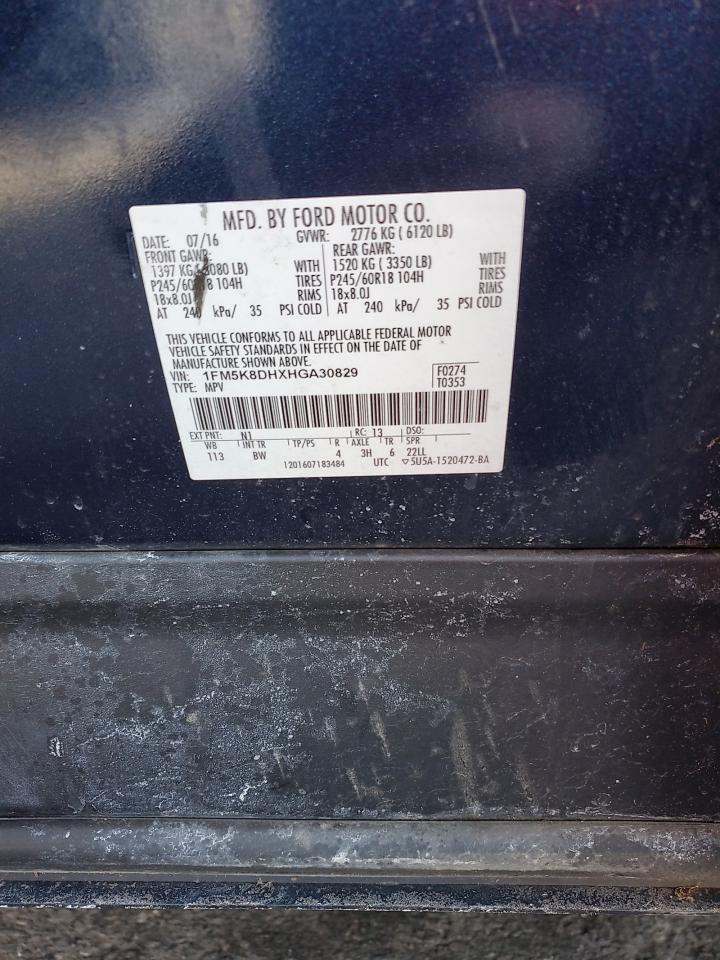 MFD. BY FORD MOTOR CO.
DATE: 07/16 GVWR: 2776 KG ( 6120 LB)
FRONT GAWR: REAR GAWR:
1397 KG ( 3080 LB) WITH 1520 KG ( 3350 LB) WITH
P245/60R18 104H TIRES P245/60R18 104H TIRES
18x8.0J RIMS 18x8.0J RIMS
AT 240 kPa/ 35 PSI COLD AT 240 kPa/ 35 PSI COLD
THIS VEHICLE CONFORMS TO ALL APPLICABLE FEDERAL MOTOR
VEHICLE SAFETY STANDARDS IN EFFECT ON THE DATE OF
MANUFACTURE SHOWN ABOVE.
VIN: 1FM5K8DHXHGA30829 F0274
TYPE: MPV T0353
EXT PNT: N1 RC: 13 DSO:
WB INT TR TP/PS R AXLE TR SPR
113 BW 4 3H 6 22LL
1201607183484 UTC ▽5U5A-1520472-BA